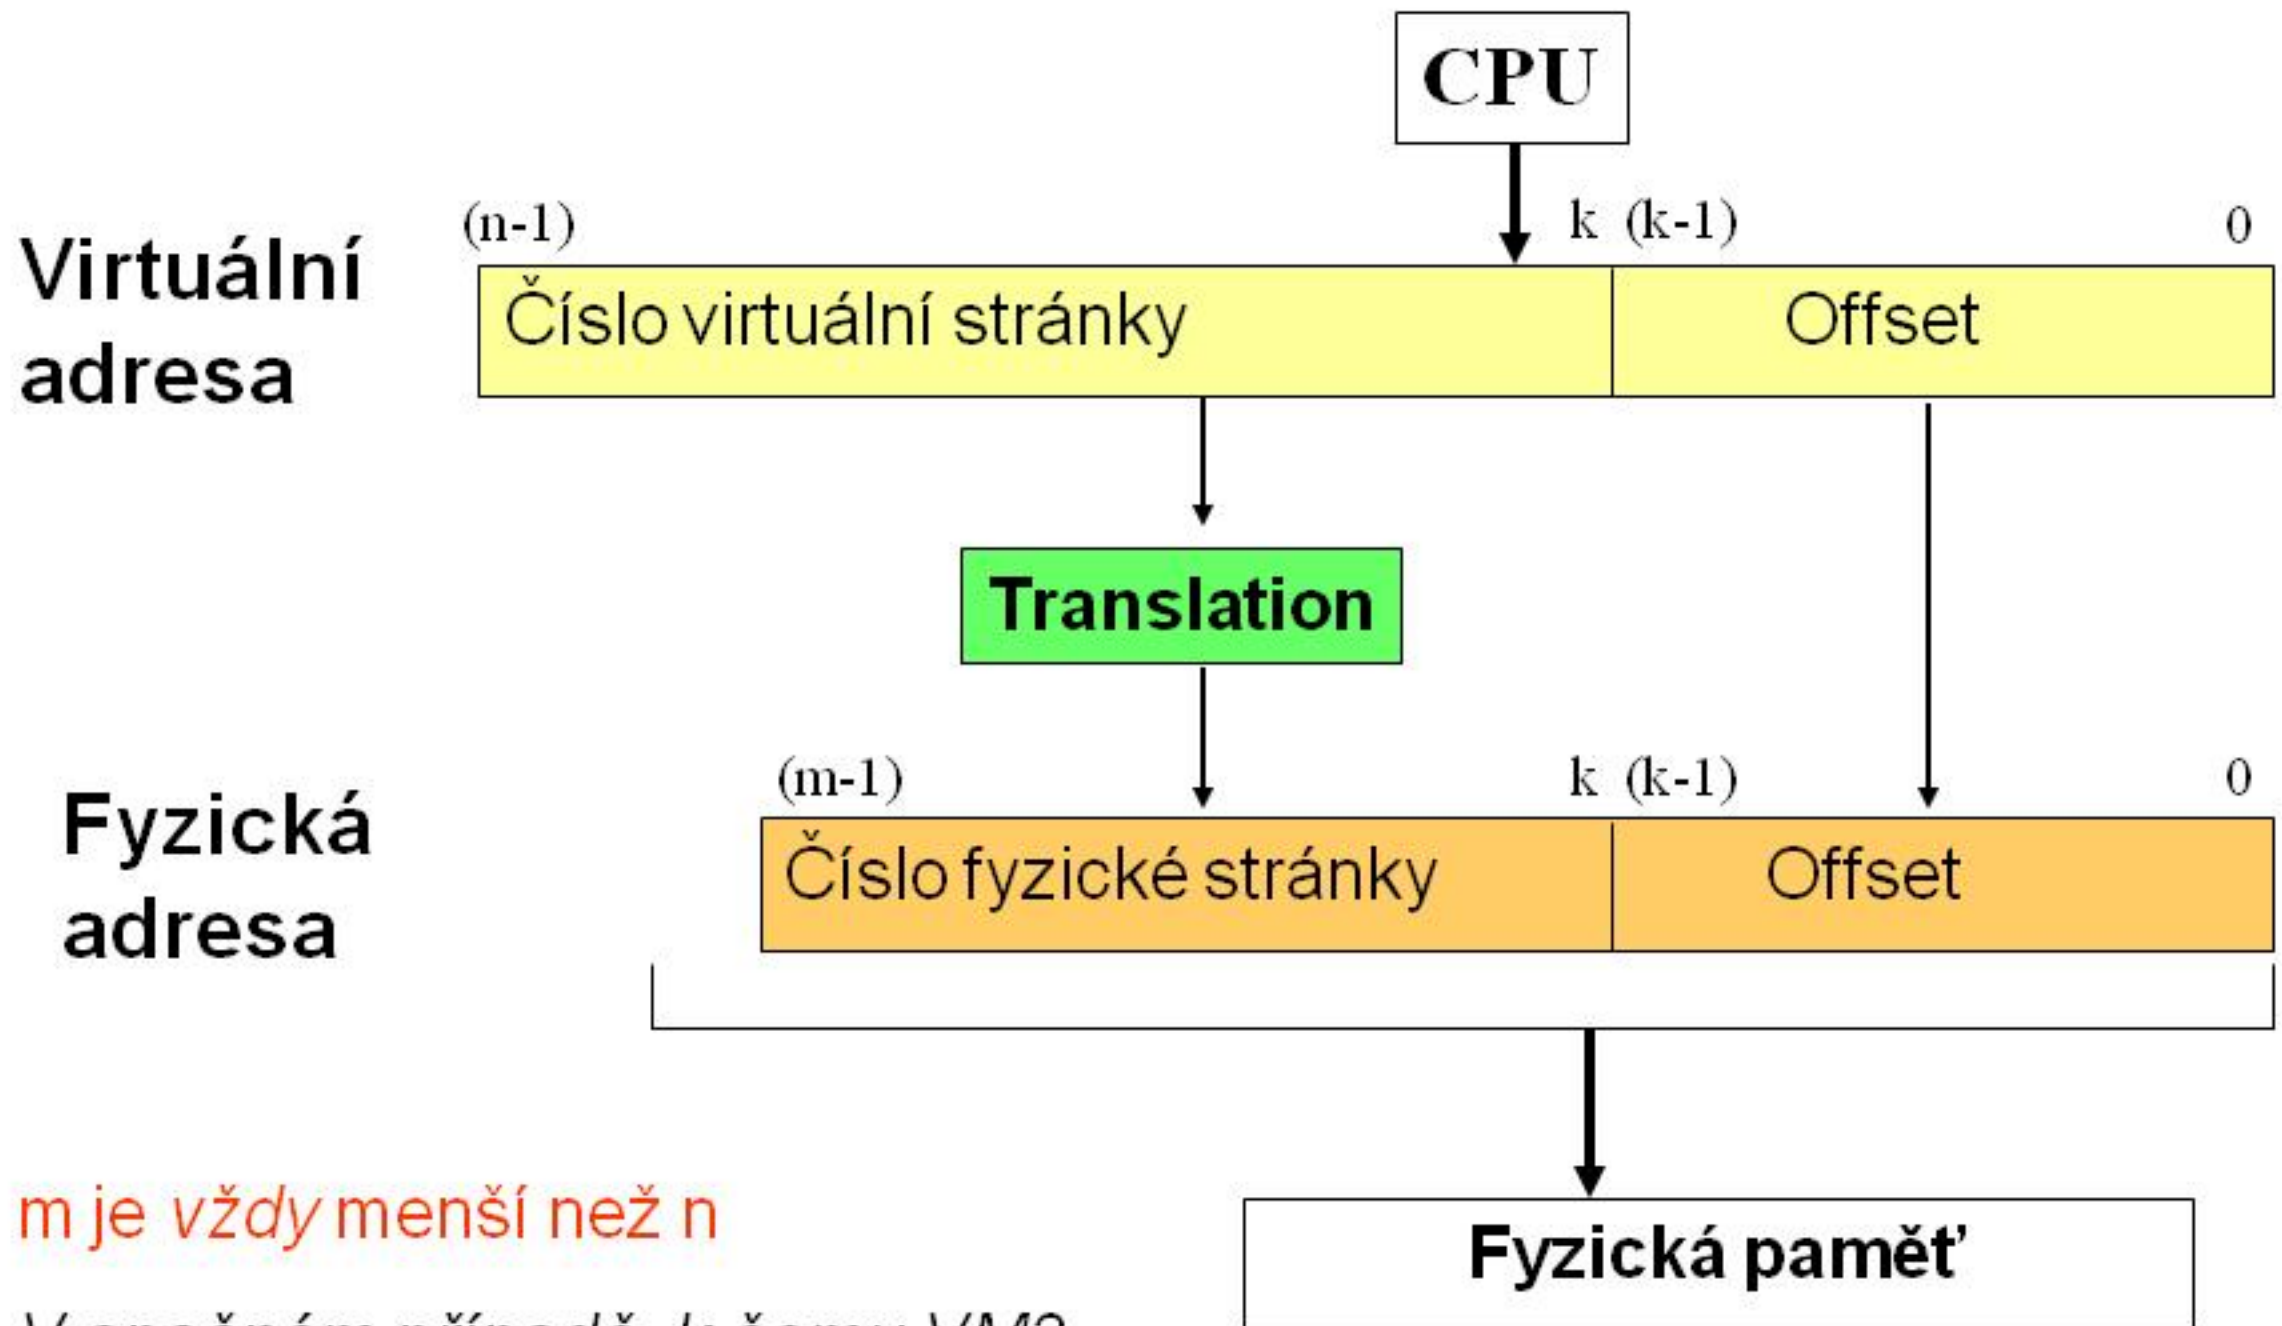 CPU
(n-1) k (k-1) 0
Virtuální
adresa
Číslo virtuální stránky Offset
Translation
(m-1) k (k-1) 0
Fyzická
adresa
Číslo fyzické stránky Offset
m je vždy menší než n
Fyzická paměť
VM?